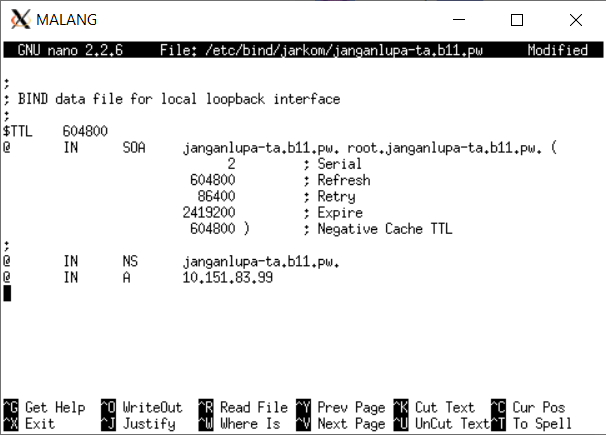 MALANG
GNU nano 2.2.6 File: /etc/bind/jarkom/janganlupa-ta.b11.pw Modified
;
; BIND data file for local loopback interface
;
$TTL 604800
@ IN SOA janganlupa-ta.b11.pw. root.janganlupa-ta.b11.pw. (
2 ; Serial
604800 ; Refresh
86400 ; Retry
2419200 ; Expire
604800 ) ; Negative Cache TTL
;
@ IN NS janganlupa-ta.b11.pw.
@ IN A 10.151.83.99
^G Get Help ^O WriteOut ^R Read File ^Y Prev Page ^K Cut Text ^C Cur Pos
^X Exit ^J Justify ^W Where Is ^V Next Page ^U UnCut Text ^T To Spell